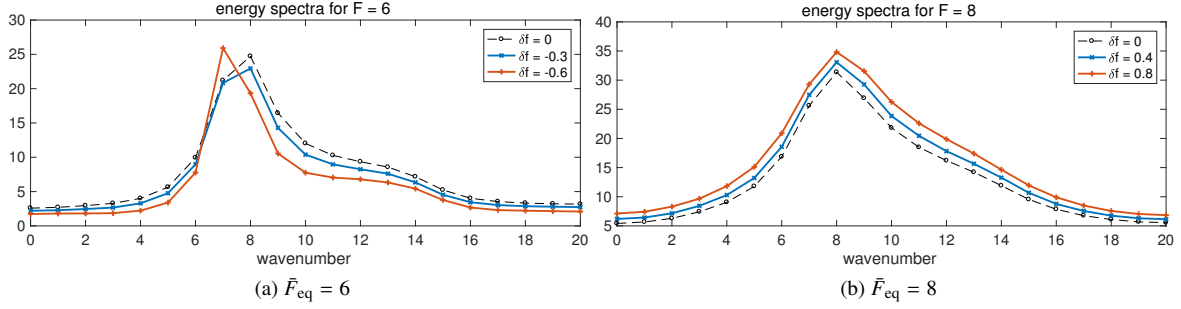 energy spectra for F = 6
30
25
20
15
10
5
0
0 2 4 6 8 10 12 14 16 18 20
wavenumber
δf = 0
δf = -0.3
δf = -0.6
(a) F̄eq = 6
energy spectra for F = 8
40
35
30
25
20
15
10
5
0 2 4 6 8 10 12 14 16 18 20
wavenumber
δf = 0
δf = 0.4
δf = 0.8
(b) F̄eq = 8